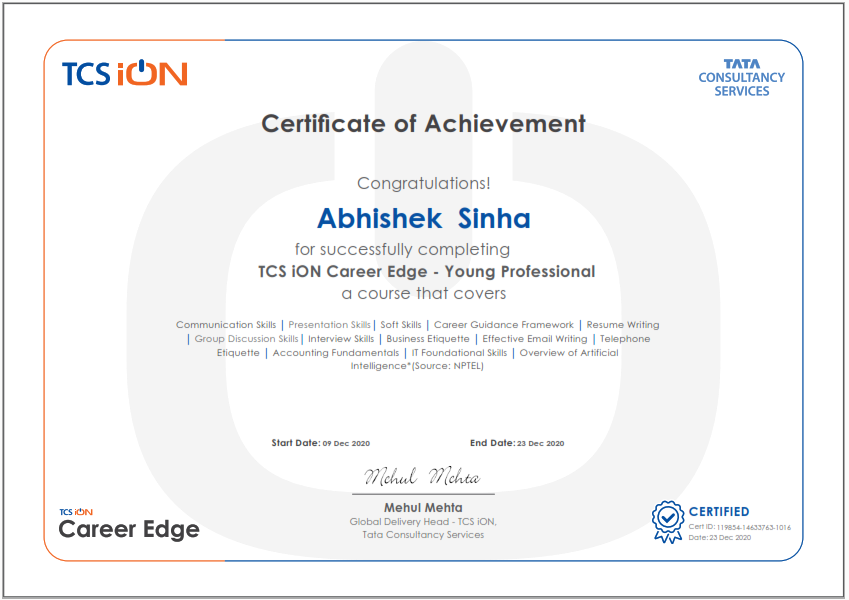 TCS iON
TATA
CONSULTANCY
SERVICES
Certificate of Achievement
Congratulations!
Abhishek Sinha
for successfully completing
TCS iON Career Edge - Young Professional
a course that covers
Communication Skills | Presentation Skills | Soft Skills | Career Guidance Framework | Resume Writing
| Group Discussion Skills | Interview Skills | Business Etiquette | Effective Email Writing | Telephone
Etiquette | Accounting Fundamentals | IT Foundational Skills | Overview of Artificial
Intelligence*(Source: NPTEL)
Start Date: 09 Dec 2020 End Date: 23 Dec 2020
Mehul Mehta
Mehul Mehta
Global Delivery Head - TCS iON,
Tata Consultancy Services
TCS iON
Career Edge
CERTIFIED
Cert ID: 119854-14633763-1016
Date: 23 Dec 2020